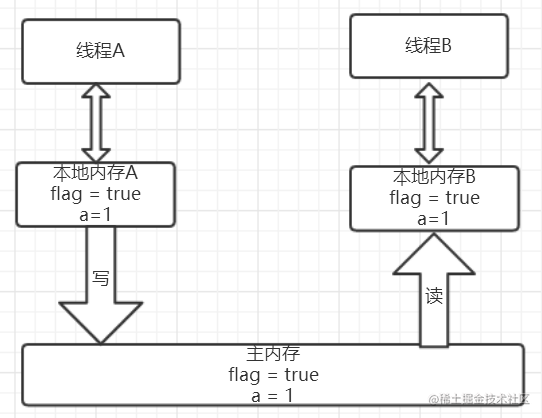 线程A
线程B
本地内存A
flag = true
a=1
本地内存B
flag = true
a=1
写
读
主内存
flag = true
a = 1
@稀土掘金技术社区